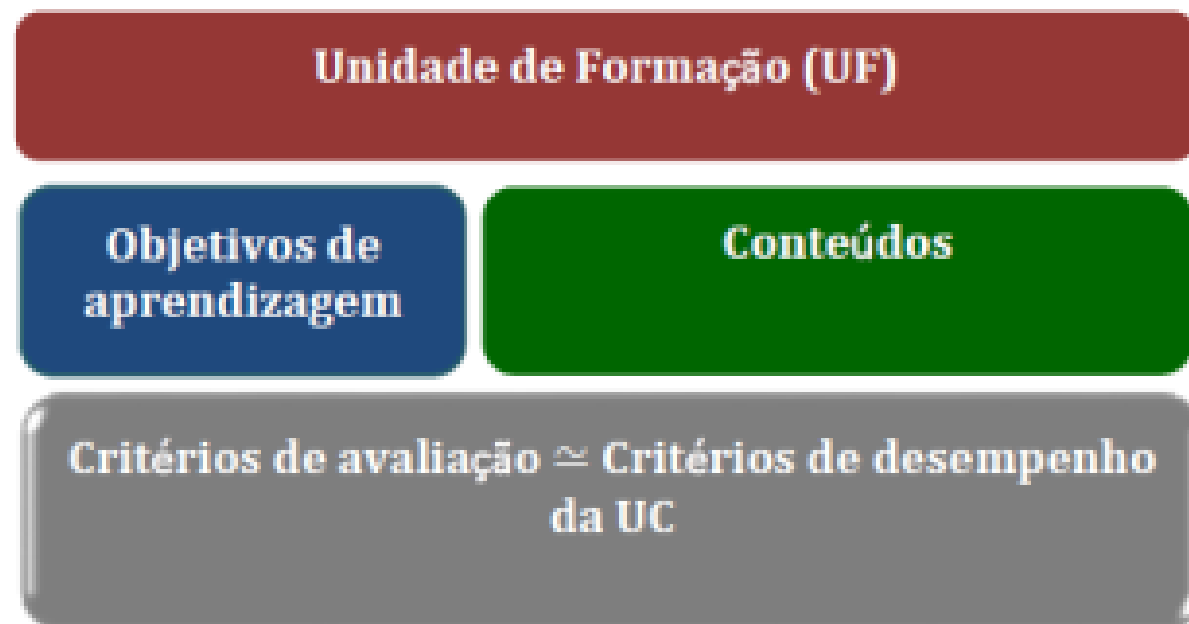 Unidade de Formação (UF)
Objetivos de
aprendizagem
Conteúdos
Critérios de avaliação ≃ Critérios de desempenho
da UC